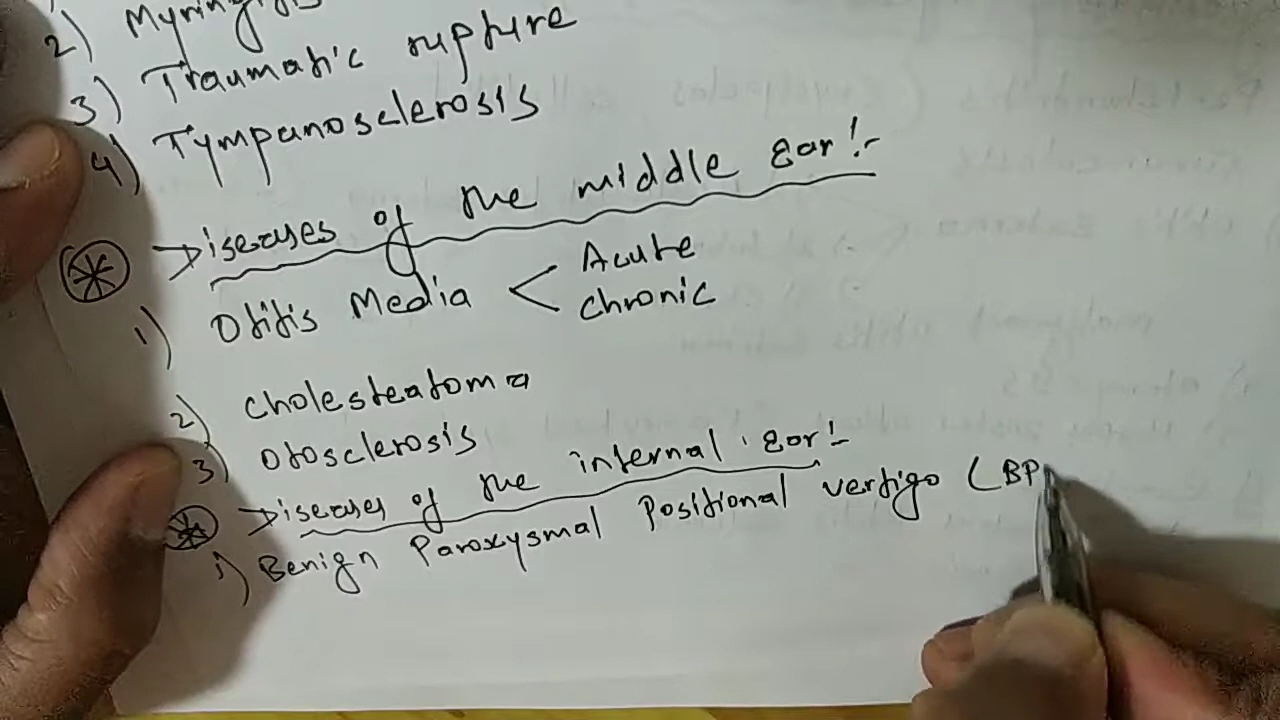 2) Myringitis
3) Traumatic rupture
4) Tympanosclerosis
Diseases of the middle ear:-
1) Otitis Media < Acute
chronic
2) cholesteatoma
3) otosclerosis
Diseases of the internal ear:-
1) Benign Paroxysmal Positional vertigo (BP